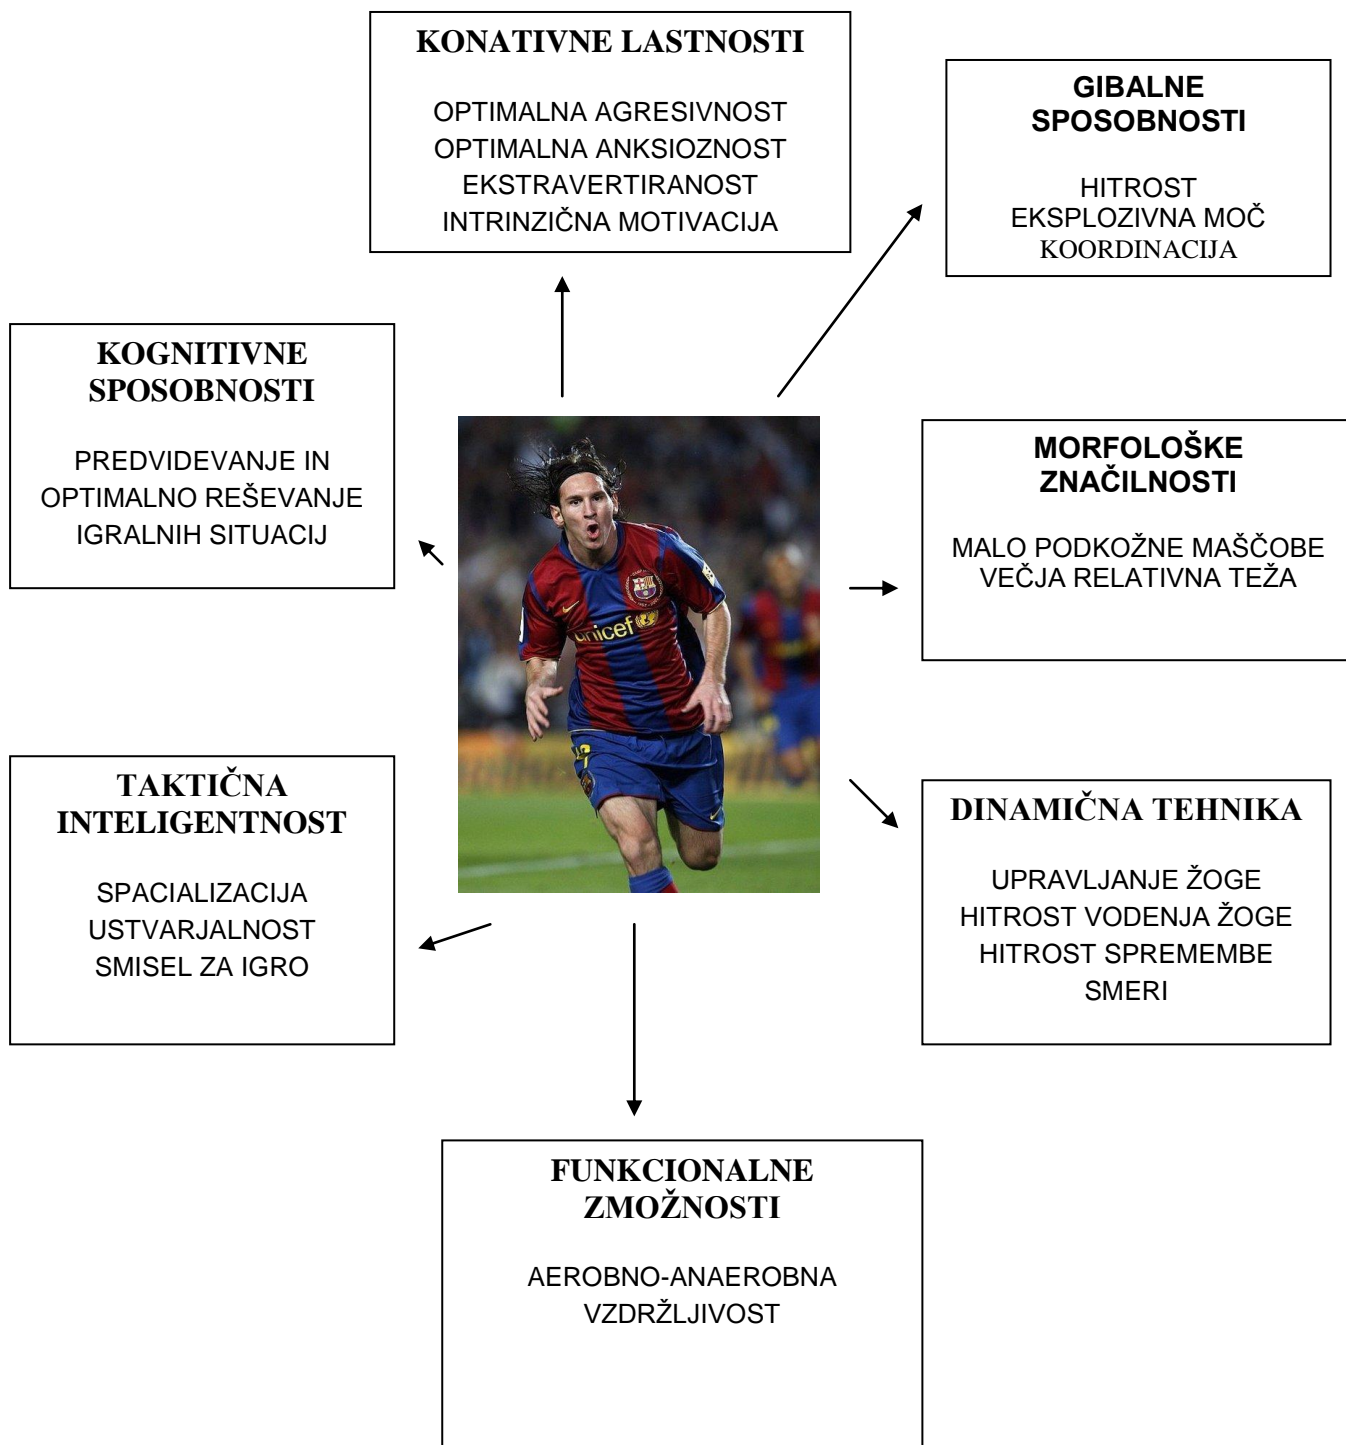 KONATIVNE LASTNOSTI
OPTIMALNA AGRESIVNOST
OPTIMALNA ANKSIOZNOST
EKSTRAVERTIRANOST
INTRINZIČNA MOTIVACIJA
GIBALNE
SPOSOBNOSTI
HITROST
EKSPLOZIVNA MOČ
KOORDINACIJA
KOGNITIVNE
SPOSOBNOSTI
PREDVIDEVANJE IN
OPTIMALNO REŠEVANJE
IGRALNIH SITUACIJ
MORFOLOŠKE
ZNAČILNOSTI
MALO PODKOŽNE MAŠČOBE
VEČJA RELATIVNA TEŽA
unicef
TAKTIČNA
INTELIGENTNOST
SPACIALIZACIJA
USTVARJALNOST
SMISEL ZA IGRO
DINAMIČNA TEHNIKA
UPRAVLJANJE ŽOGE
HITROST VODENJA ŽOGE
HITROST SPREMEMBE
SMERI
FUNKCIONALNE
ZMOŽNOSTI
AEROBNO-ANAEROBNA
VZDRŽLJIVOST